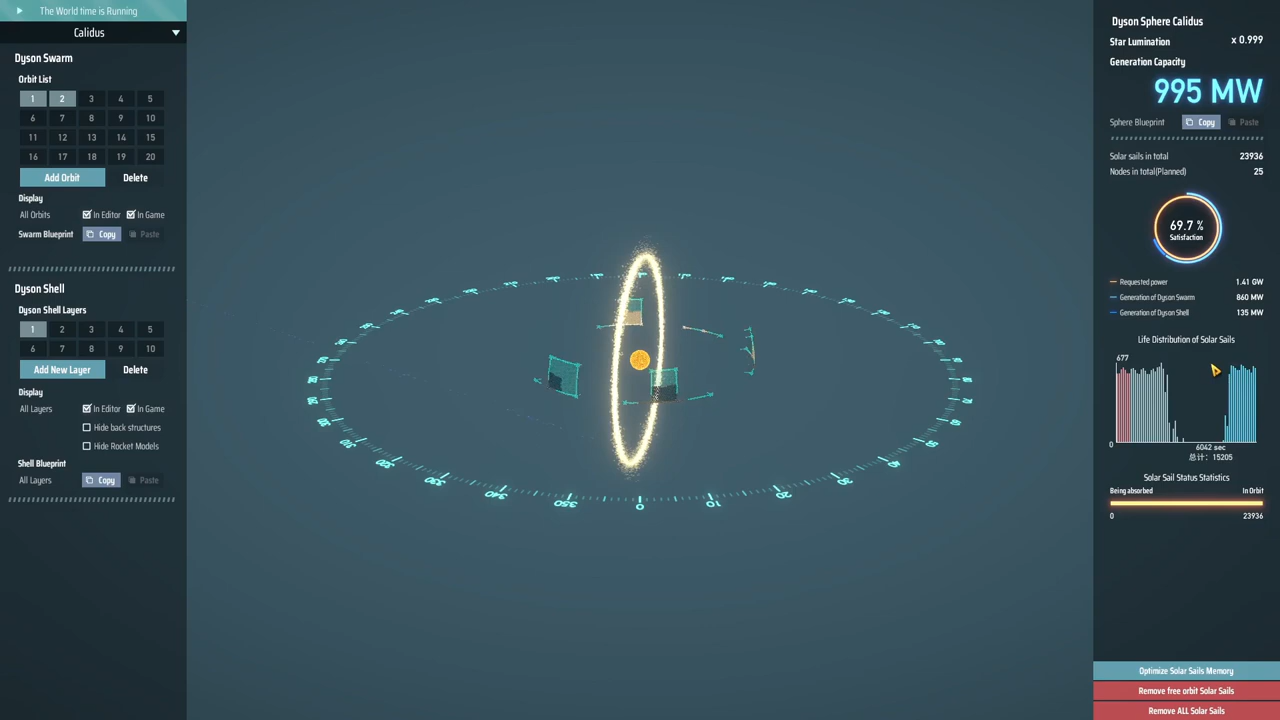 The World time is Running
Calidus
Dyson Swarm
Orbit List
1 2 3 4 5
6 7 8 9 10
11 12 13 14 15
16 17 18 19 20
Add Orbit Delete
Display
All Orbits In Editor In Game
Swarm Blueprint Copy Paste
Dyson Shell
Dyson Shell Layers
1 2 3 4 5
6 7 8 9 10
Add New Layer Delete
Display
All Layers In Editor In Game
Hide back structures
Hide Rocket Models
Shell Blueprint
All Layers Copy Paste
350 0 10 20 30
340
330
Dyson Sphere Calidus
Star Lumination x 0.999
Generation Capacity
995 MW
Sphere Blueprint Copy Paste
Solar sails in total 23936
Nodes in total(Planned) 25
69.7 %
Satisfaction
Requested power 1.41 GW
Generation of Dyson Swarm 860 MW
Generation of Dyson Shell 135 MW
Life Distribution of Solar Sails
677
0
6042 sec
总计：15205
Solar Sail Status Statistics
Being absorbed In Orbit
0 23936
Optimize Solar Sails Memory
Remove free orbit Solar Sails
Remove ALL Solar Sails